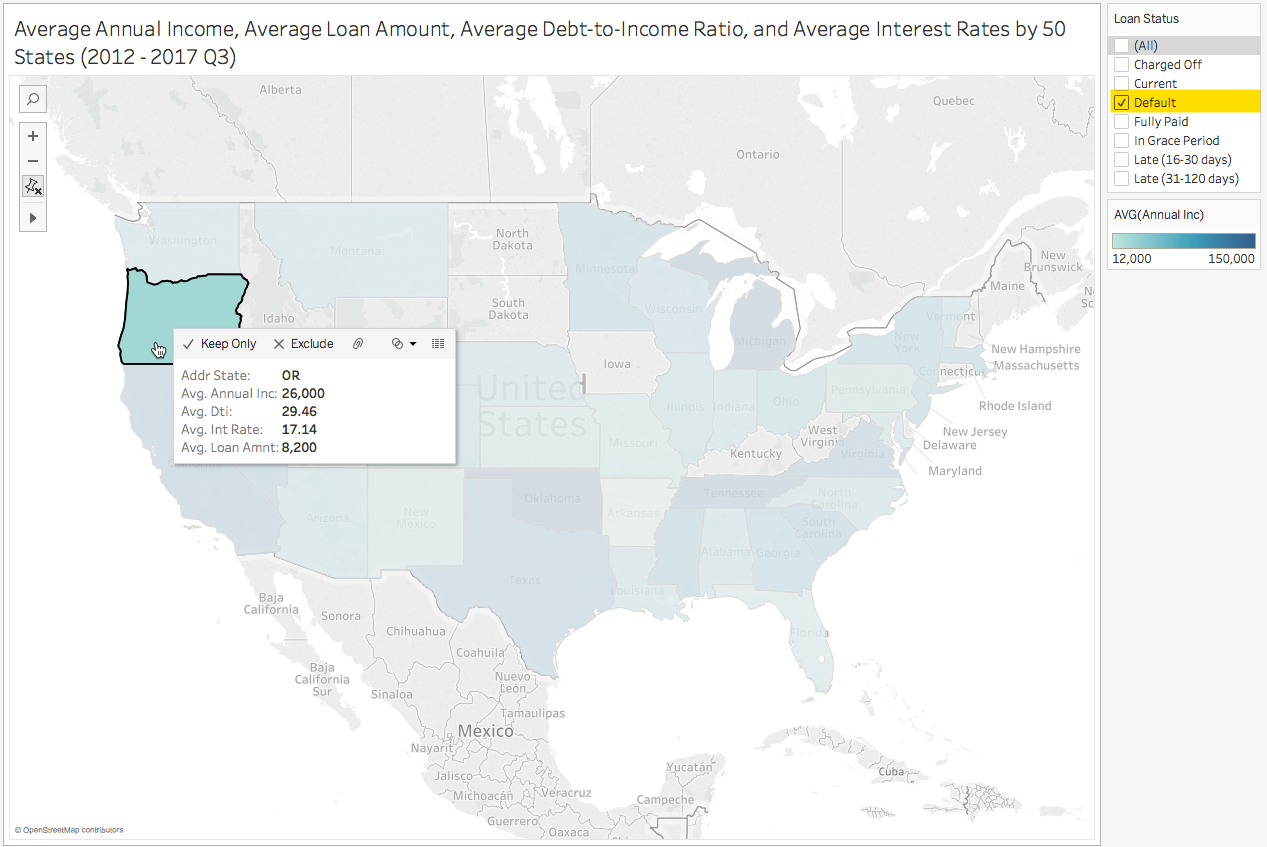 Average Annual Income, Average Loan Amount, Average Debt-to-Income Ratio, and Average Interest Rates by 50
States (2012 - 2017 Q3)
Loan Status
(All)
Charged Off
Current
Default
Fully Paid
In Grace Period
Late (16-30 days)
Late (31-120 days)
AVG(Annual Inc)
12,000 150,000
Alberta
Quebec
Ontario
Washington
Montana
North
Dakota
Minnesota
New
Brunswick
Maine
Idaho
South
Dakota
Wisconsin
Michigan
Vermont
New
York
New Hampshire
Massachusetts
Connecticu
Rhode Island
Keep Only
Exclude
Addr State: OR
Avg. Annual Inc: 26,000
Avg. Dti: 29.46
Avg. Int Rate: 17.14
Avg. Loan Amnt: 8,200
United
States
Iowa
Illinois
Indiana
Ohio
Pennsylvania
New Jersey
Delaware
Maryland
West
Virginia
Virginia
Kentucky
Missouri
California
Arizona
New
Mexico
Oklahoma
Arkansas
Tennessee
North
Carolina
South
Carolina
Alabama
Georgia
Texas
Louisiana
Florida
Baja
California
Sonora
Chihuahua
Coahuila
Baja
California
Sur
Sinaloa
Nuevo
León
Tamaulipas
Mexico
Nayarit
Jalisco
Michoacán
Veracruz
Guerrero
Oaxaca
Yucatán
Campeche
Cuba
© OpenStreetMap contributors